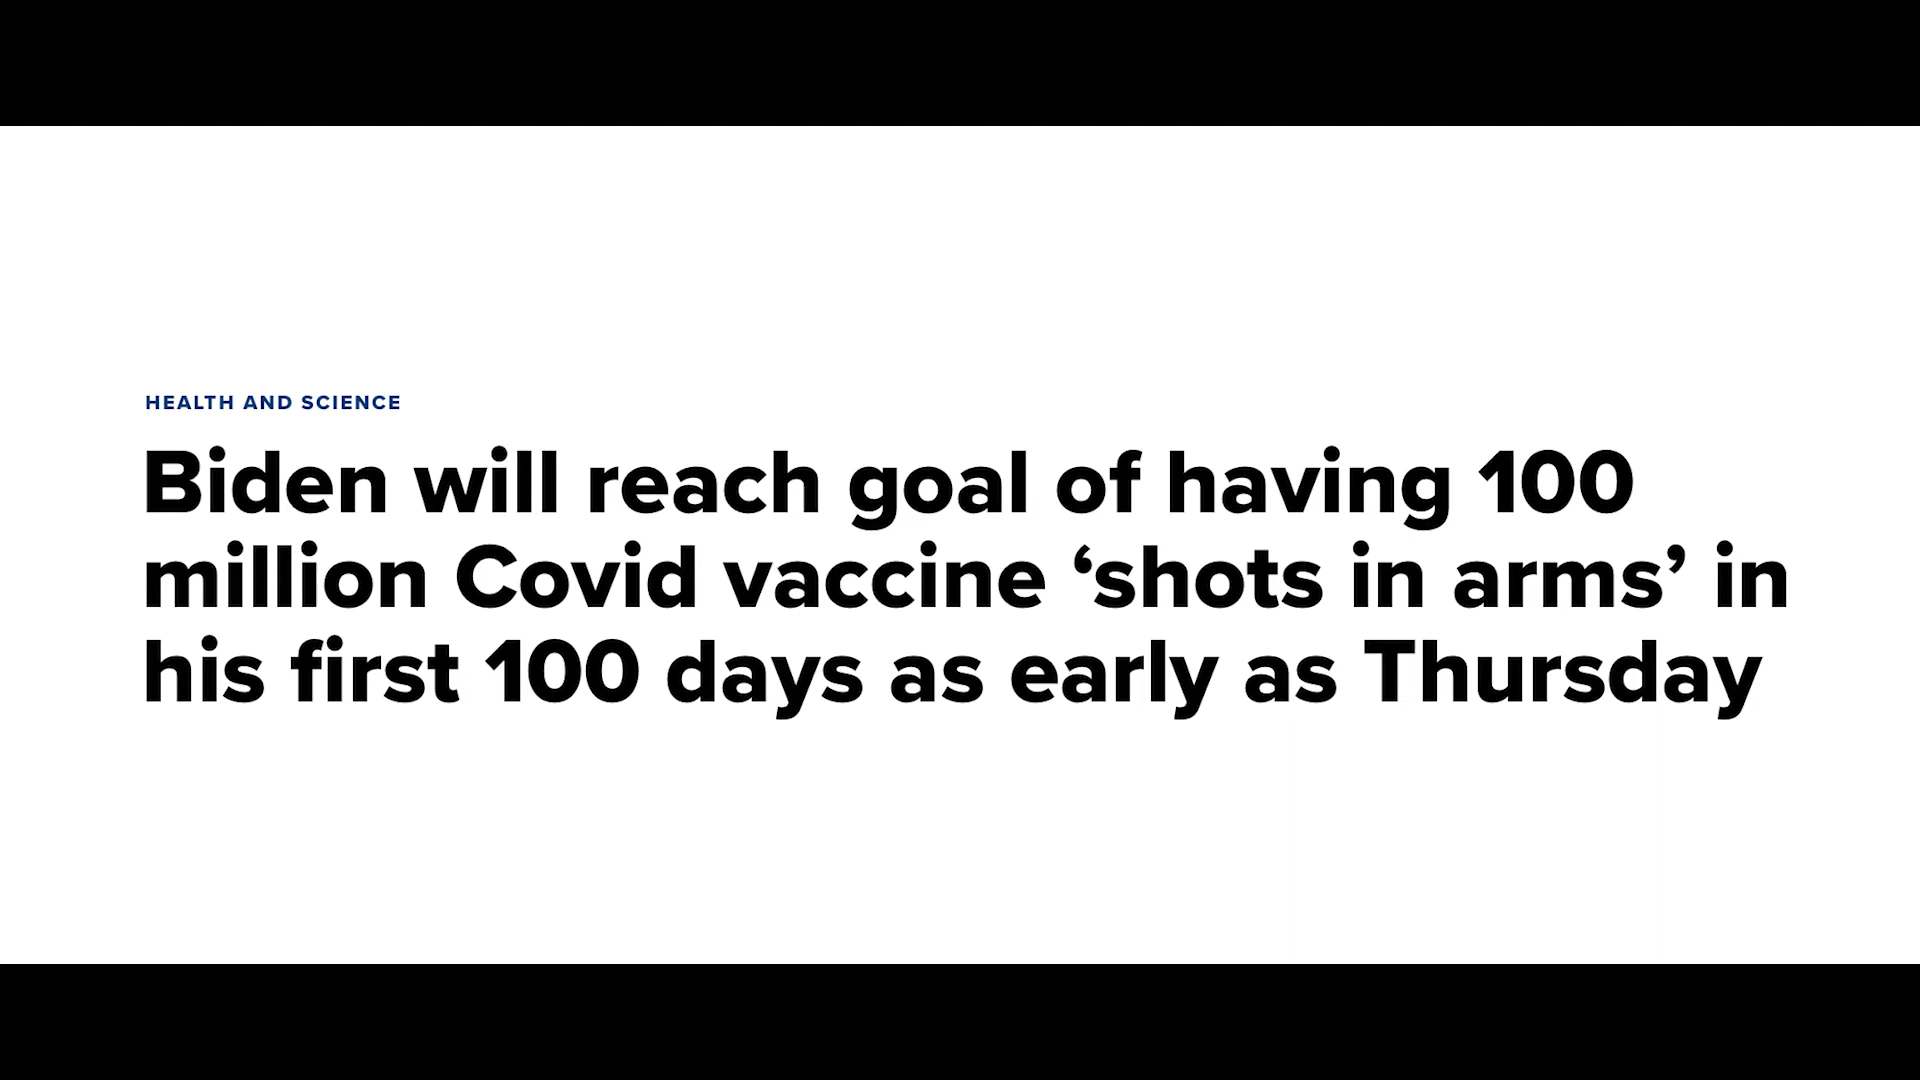 HEALTH AND SCIENCE
Biden will reach goal of having 100
million Covid vaccine ‘shots in arms’ in
his first 100 days as early as Thursday